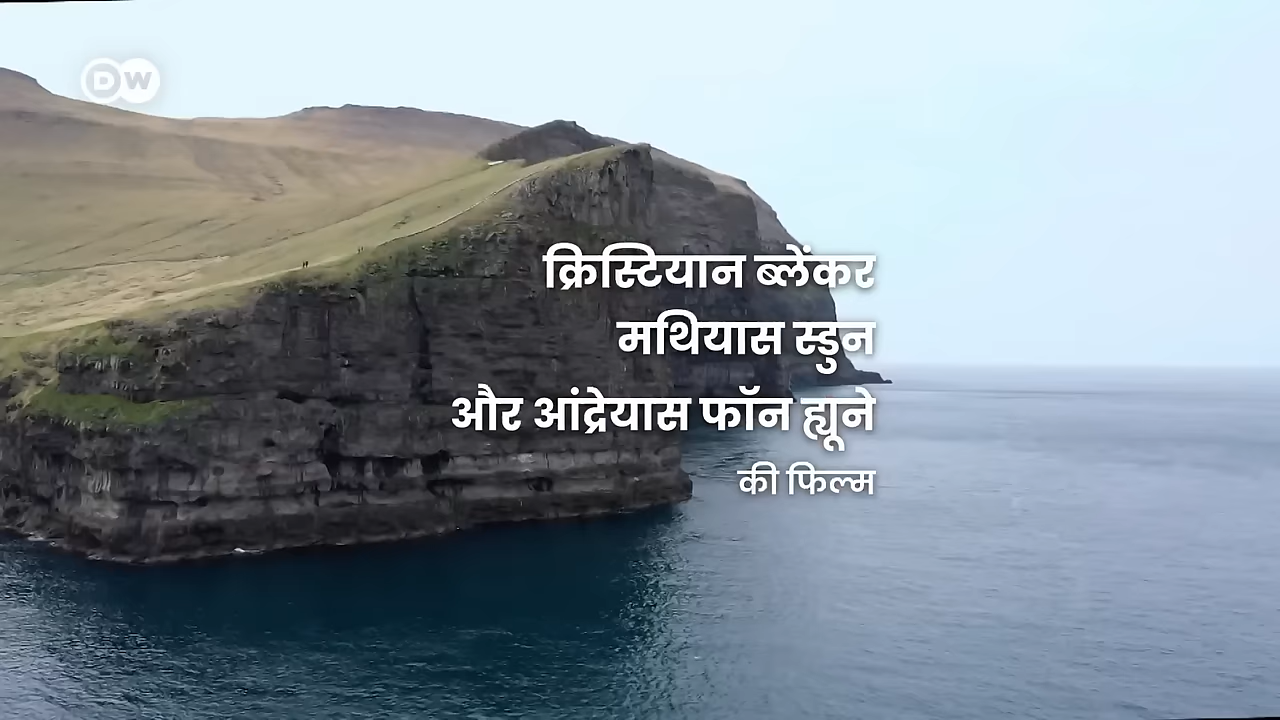 DW
क्रिस्टियान ब्लेंकर
मथियास स्डुन
और आंद्रेयास फॉन ह्यूने
की फिल्म